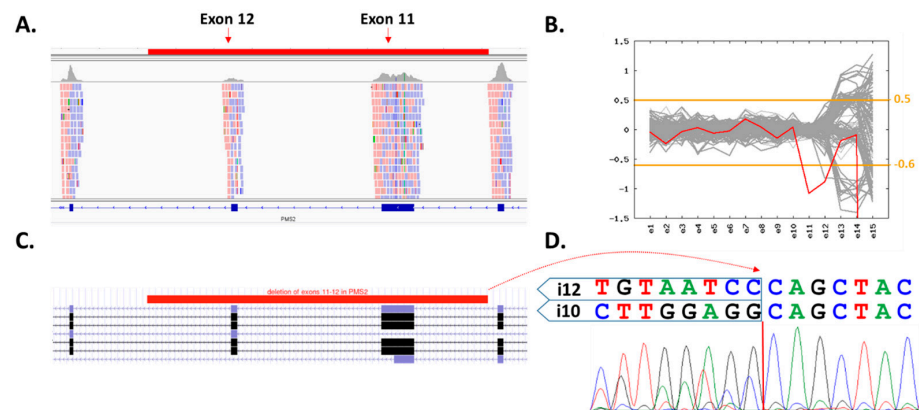 A.
Exon 12
Exon 11
PMS2
B.
1.5
1
0.5
0
-0.5
-1
-1.5
0.5
-0.6
e1 e2 e3 e4 e5 e6 e7 e8 e9 e10 e11 e12 e13 e14 e15
C.
deletion of exons 11-12 in PMS2
D.
i12 TGTAATCCCAGCTAC
i10 CTTGGAGGCAGCTAC